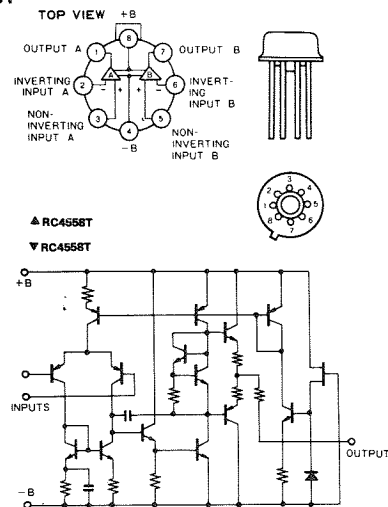 TOP VIEW +B
8
OUTPUT A 1 7 OUTPUT B
A B
INVERTING INPUT A 2 - + + - 6 INVERT-ING INPUT B
NON-INVERTING INPUT A 3 4 5 NON-INVERTING INPUT B
-B
3
2 4
1 5
8 6
7
▲ RC4558T
▼ RC4558T
+B
INPUTS
OUTPUT
-B